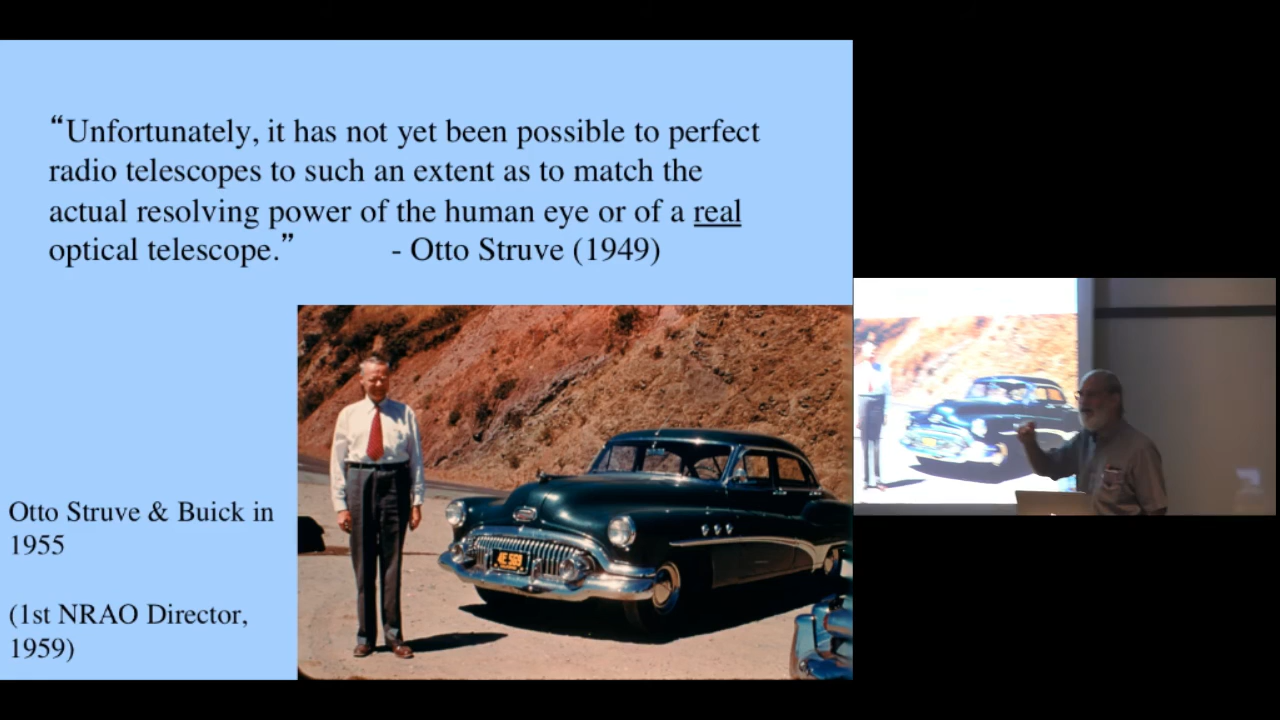 “Unfortunately, it has not yet been possible to perfect
radio telescopes to such an extent as to match the
actual resolving power of the human eye or of a real
optical telescope.” - Otto Struve (1949)
Otto Struve & Buick in
1955
(1st NRAO Director,
1959)